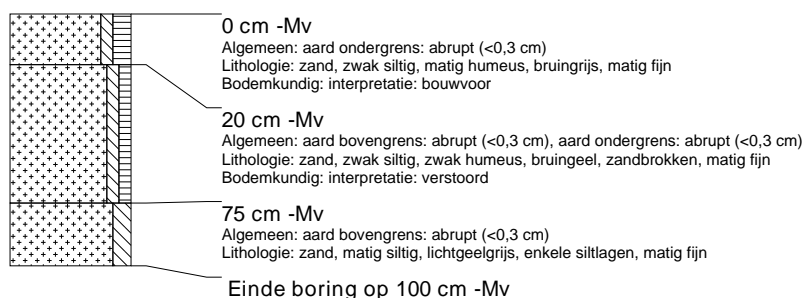 0 cm -Mv
Algemeen: aard ondergrens: abrupt (<0,3 cm)
Lithologie: zand, zwak siltig, matig humeus, bruingrijs, matig fijn
Bodemkundig: interpretatie: bouwvoor
20 cm -Mv
Algemeen: aard bovengrens: abrupt (<0,3 cm), aard ondergrens: abrupt (<0,3 cm)
Lithologie: zand, zwak siltig, zwak humeus, bruingeel, zandbrokken, matig fijn
Bodemkundig: interpretatie: verstoord
75 cm -Mv
Algemeen: aard bovengrens: abrupt (<0,3 cm)
Lithologie: zand, matig siltig, lichtgeelgrijs, enkele siltlagen, matig fijn
Einde boring op 100 cm -Mv